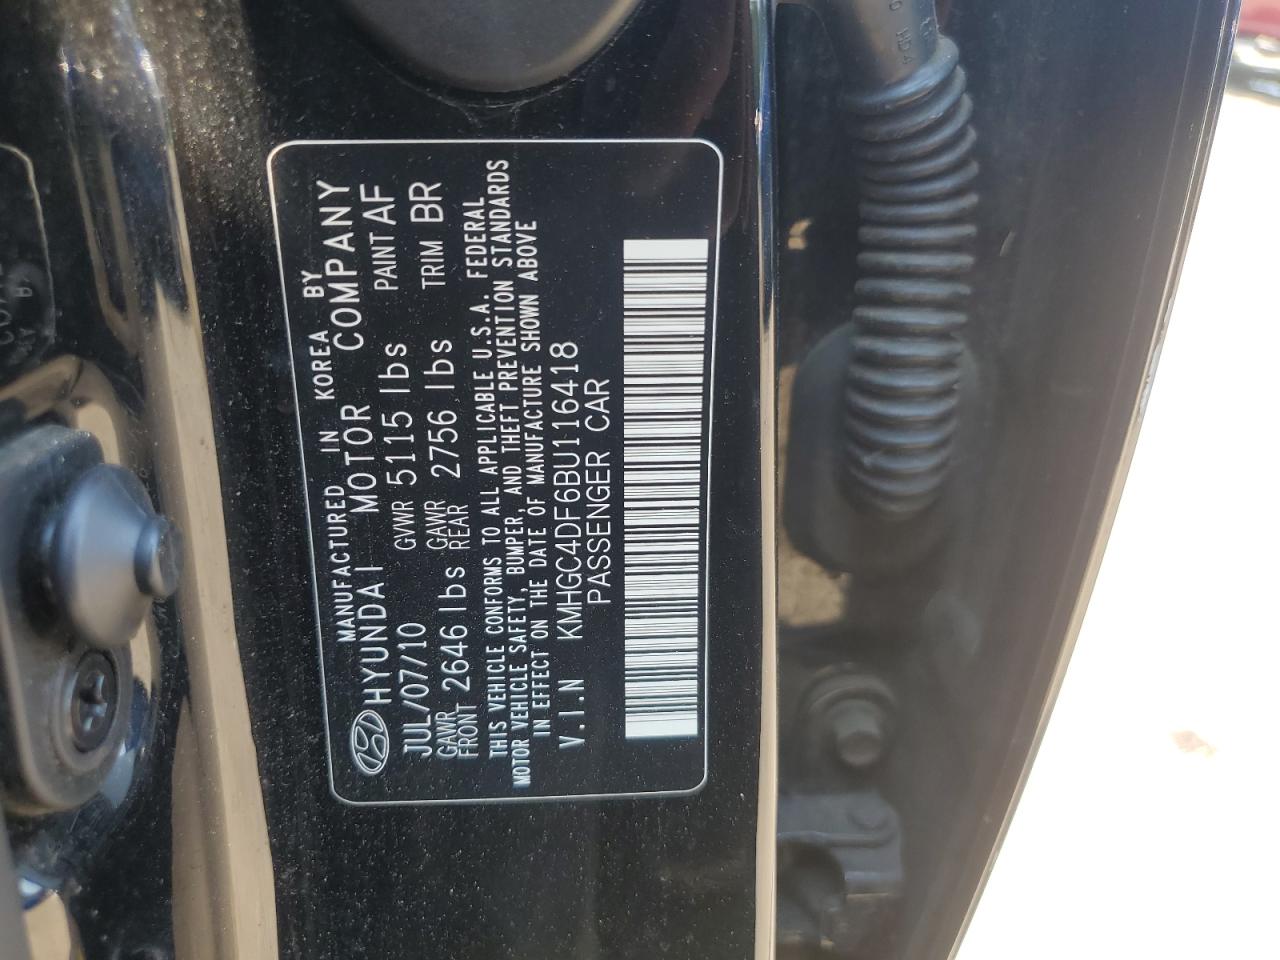 MANUFACTURED IN KOREA BY
HYUNDAI MOTOR COMPANY
JUL/07/10 GVWR 5115 lbs PAINT AF
GAWR FRONT 2646 lbs GAWR REAR 2756 lbs TRIM BR
THIS VEHICLE CONFORMS TO ALL APPLICABLE U.S.A. FEDERAL
MOTOR VEHICLE SAFETY, BUMPER, AND THEFT PREVENTION STANDARDS
IN EFFECT ON THE DATE OF MANUFACTURE SHOWN ABOVE
V.I.N KMHGC4DF6BU116418
PASSENGER CAR